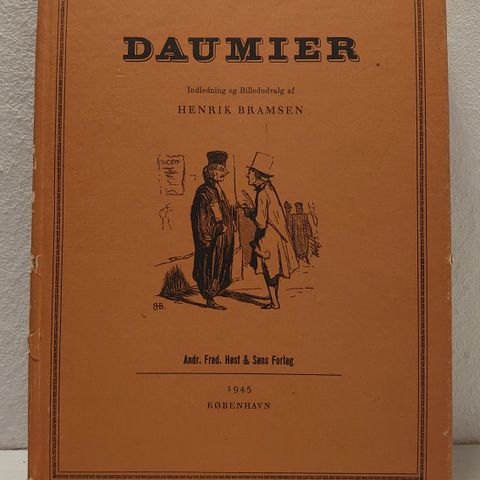 DAUMIER
Indledning og Billedudvalg af
HENRIK BRAMSEN
Andr. Fred. Høst & Søns Forlag
1945
KØBENHAVN